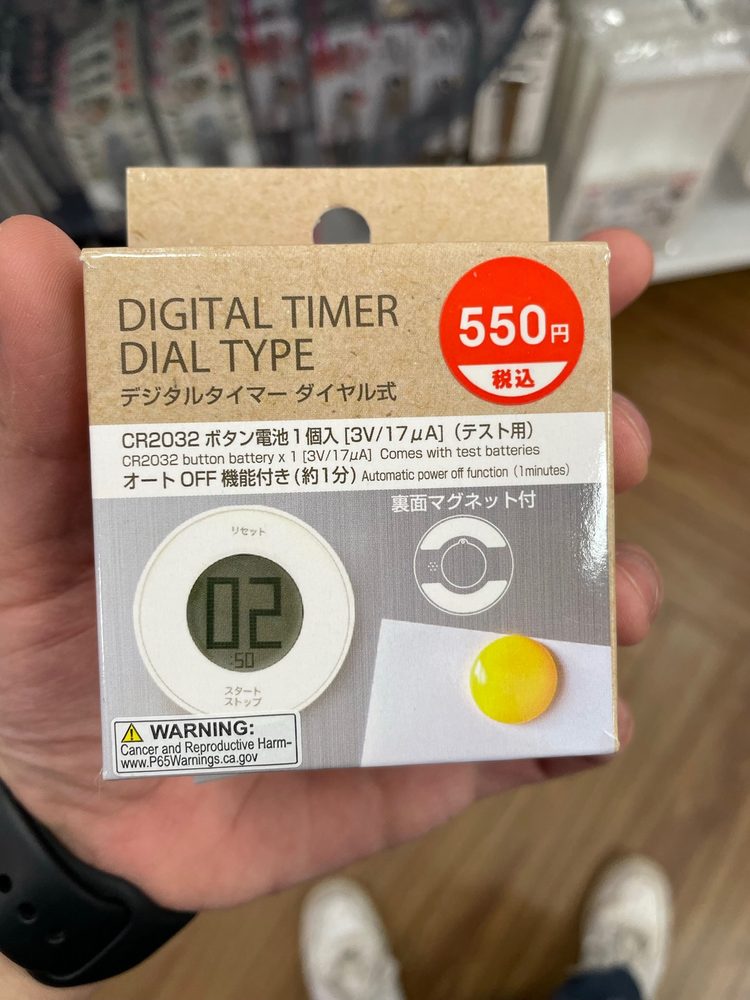 DIGITAL TIMER
DIAL TYPE
デジタルタイマー ダイヤル式
550円
税込
CR2032 ボタン電池1個入 [3V/17μA]（テスト用）
CR2032 button battery x 1 [3V/17μA] Comes with test batteries
オートOFF機能付き(約1分) Automatic power off function（1minutes）
裏面マグネット付
リセット
02
:50
スタート
ストップ
WARNING:
Cancer and Reproductive Harm-
www.P65Warnings.ca.gov